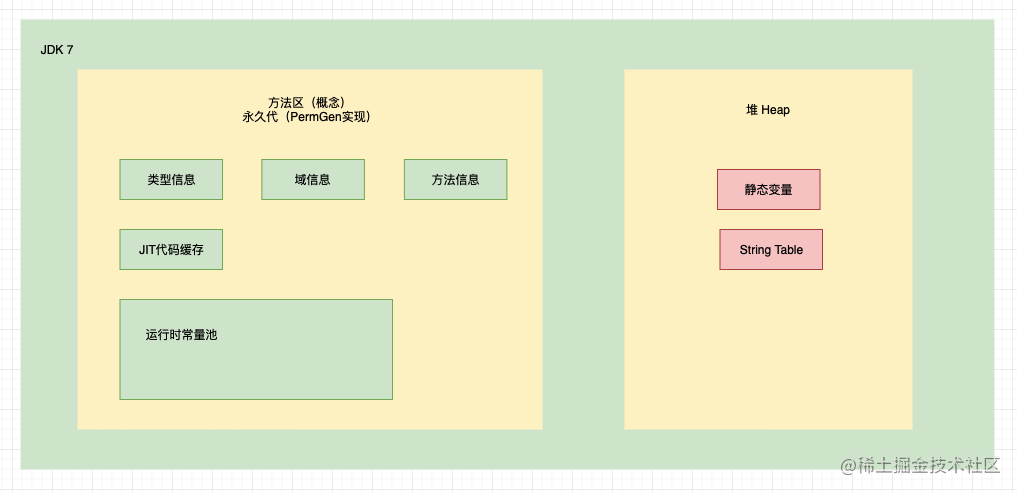 JDK 7
方法区（概念）
永久代（PermGen实现）
堆 Heap
类型信息
域信息
方法信息
静态变量
JIT代码缓存
String Table
运行时常量池
@稀土掘金技术社区